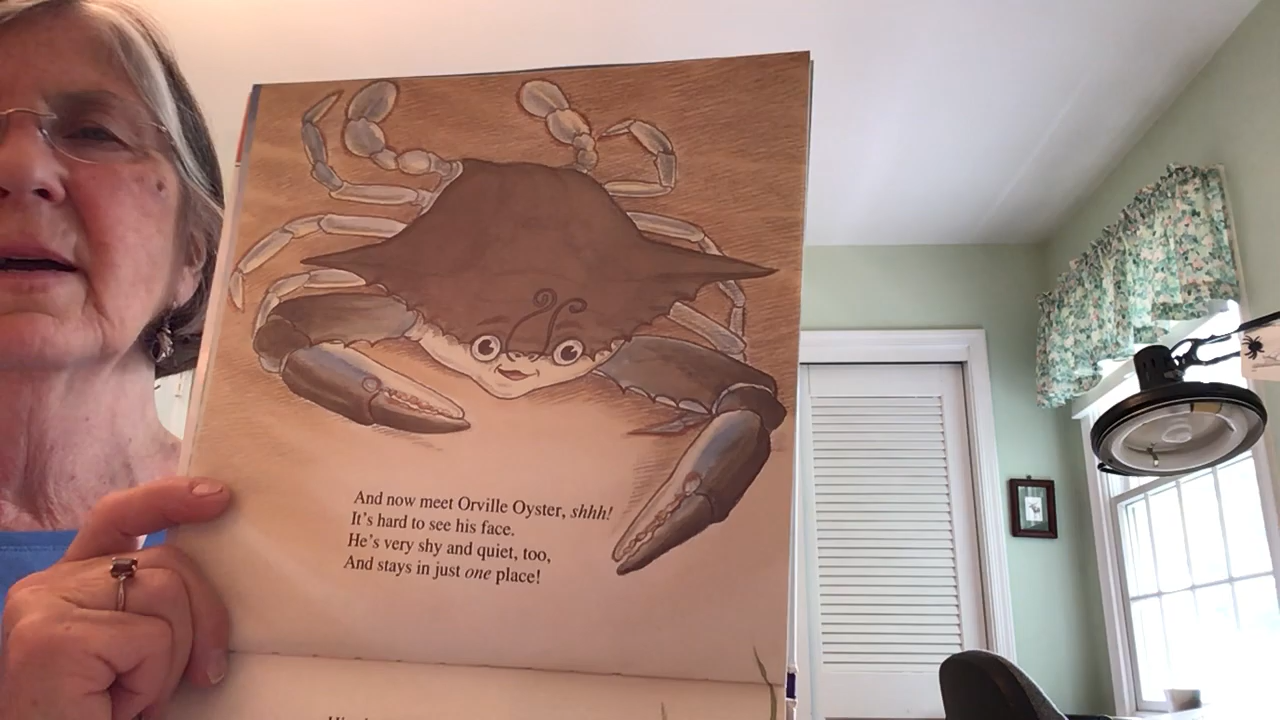 And now meet Orville Oyster, shhh!
It's hard to see his face.
He's very shy and quiet, too,
And stays in just one place!